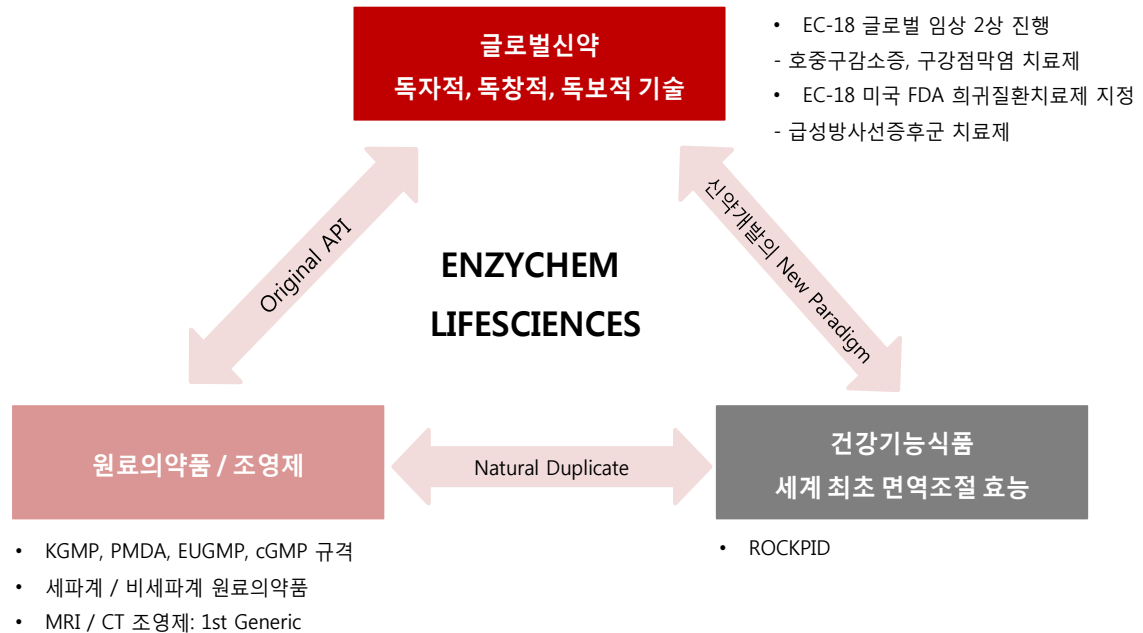 글로벌신약
독자적, 독창적, 독보적 기술
• EC-18 글로벌 임상 2상 진행
- 호중구감소증, 구강점막염 치료제
• EC-18 미국 FDA 희귀질환치료제 지정
- 급성방사선증후군 치료제
Original API
신약개발의 New Paradigm
ENZYCHEM
LIFESCIENCES
원료의약품 / 조영제
Natural Duplicate
건강기능식품
세계 최초 면역조절 효능
• KGMP, PMDA, EUGMP, cGMP 규격
• 세파계 / 비세파계 원료의약품
• MRI / CT 조영제: 1st Generic
• ROCKPID